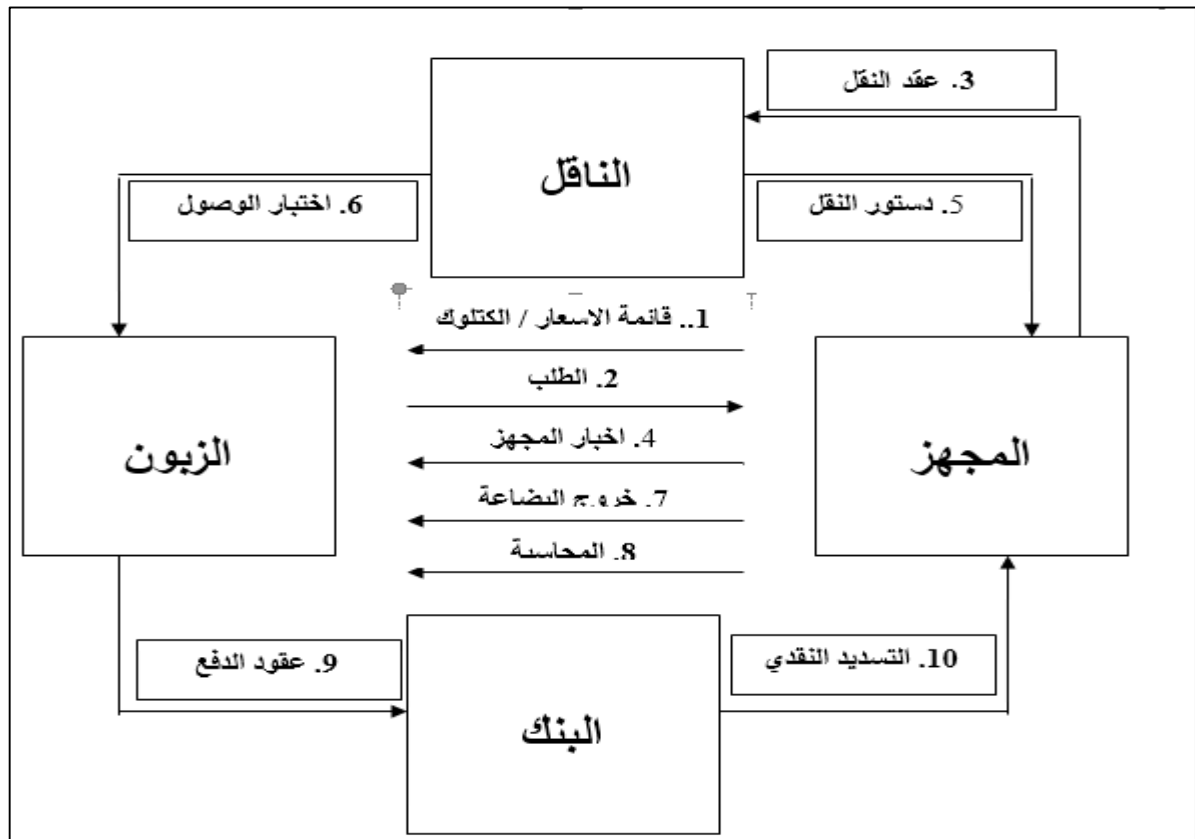 3. عقد النقل
الناقل
5. دستور النقل
6. اختبار الوصول
1.. قائمة الاسعار / الكتلوك
2. الطلب
4. اخبار المجهز
7. خروج البضاعة
8. المحاسبة
المجهز
الزبون
9. عقود الدفع
10. التسديد النقدي
البنك